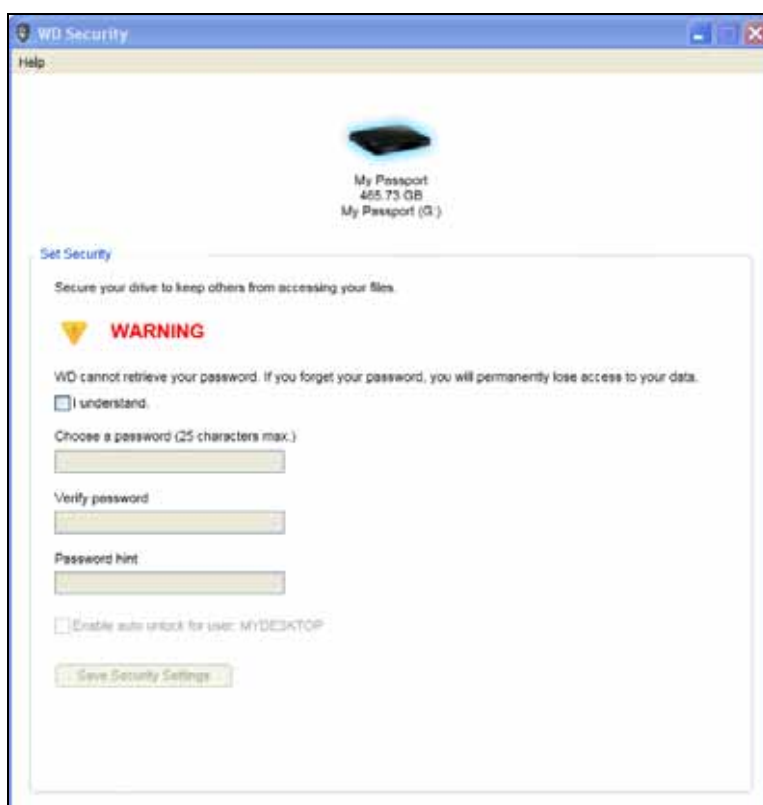 WD Security
Help
My Passport
465.73 GB
My Passport (G:)
Set Security
Secure your drive to keep others from accessing your files.
WARNING
WD cannot retrieve your password. If you forget your password, you will permanently lose access to your data.
I understand.
Choose a password (25 characters max.)
Verify password
Password hint
Enable auto unlock for user: MYDESKTOP
Save Security Settings